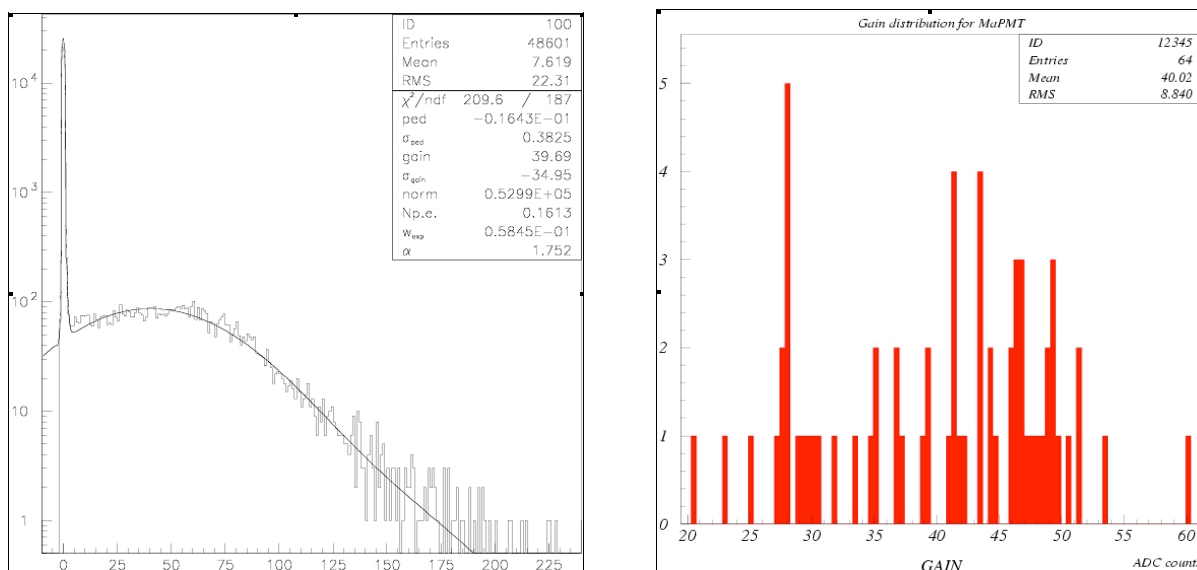 ID 100
Entries 48601
Mean 7.619
RMS 22.31
χ²/ndf 209.6 / 187
ped −0.1643E−01
σped 0.3825
gain 39.69
σgain −34.95
norm 0.5299E+05
Np.e. 0.1613
wexp 0.5845E−01
α 1.752
10⁴
10³
10²
10
1
0 25 50 75 100 125 150 175 200 225
Gain distribution for MaPMT
ID 12345
Entries 64
Mean 40.02
RMS 8.840
5
4
3
2
1
0
20 25 30 35 40 45 50 55 60
GAIN ADC count